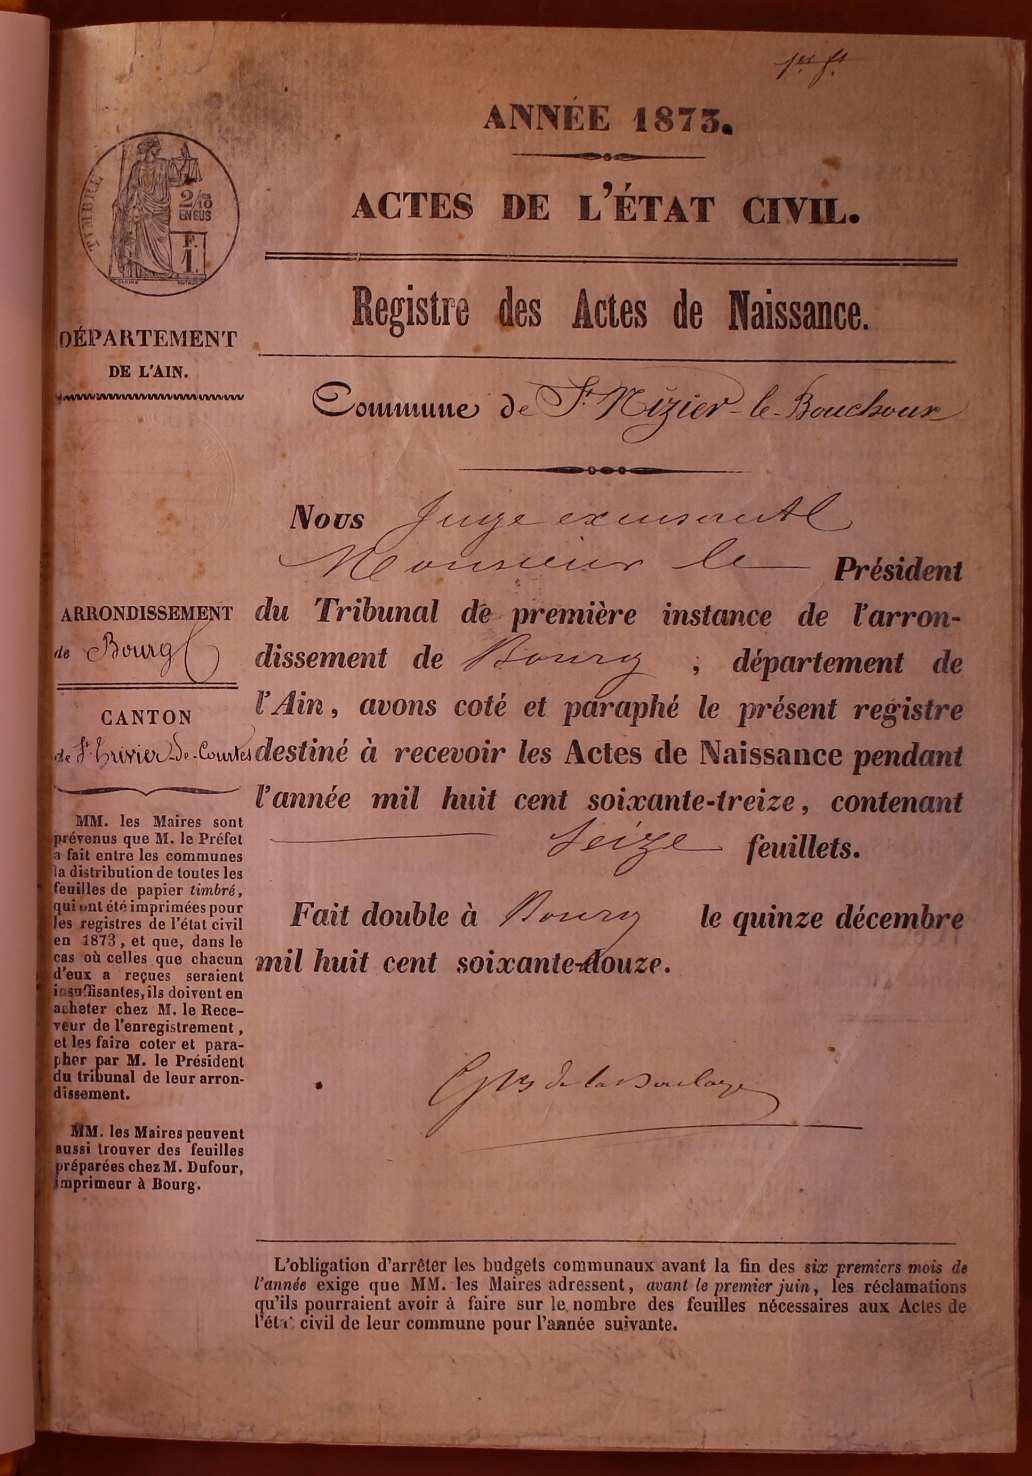 1er ft
ANNÉE 1873.
ACTES DE L'ÉTAT CIVIL.
TIMBRE
2/10
EN SUS
F.
1.
Registre des Actes de Naissance.
DÉPARTEMENT
DE L'AIN.
Commune de St Nizier-le-Bouchoux
Nous Juge
Monsieur le Président
du Tribunal de première instance de l'arron-
dissement de Bourg, département de
l'Ain, avons coté et paraphé le présent registre
destiné à recevoir les Actes de Naissance pendant
l'année mil huit cent soixante-treize, contenant
Seize feuillets.
Fait double à Bourg le quinze décembre
mil huit cent soixante-douze.
ARRONDISSEMENT
de Bourg
CANTON
de St Trivier-de-Courtes
MM. les Maires sont
prévenus que M. le Préfet
a fait entre les communes
la distribution de toutes les
feuilles de papier timbré,
qui ont été imprimées pour
les registres de l'état civil
en 1873, et que, dans le
cas où celles que chacun
d'eux a reçues seraient
insuffisantes, ils doivent en
acheter chez M. le Rece-
veur de l'enregistrement,
et les faire coter et para-
pher par M. le Président
du tribunal de leur arron-
dissement.
MM. les Maires peuvent
aussi trouver des feuilles
préparées chez M. Dufour,
imprimeur à Bourg.
L'obligation d'arrêter les budgets communaux avant la fin des six premiers mois de
l'année exige que MM. les Maires adressent, avant le premier juin, les réclamations
qu'ils pourraient avoir à faire sur le nombre des feuilles nécessaires aux Actes de
l'état civil de leur commune pour l'année suivante.